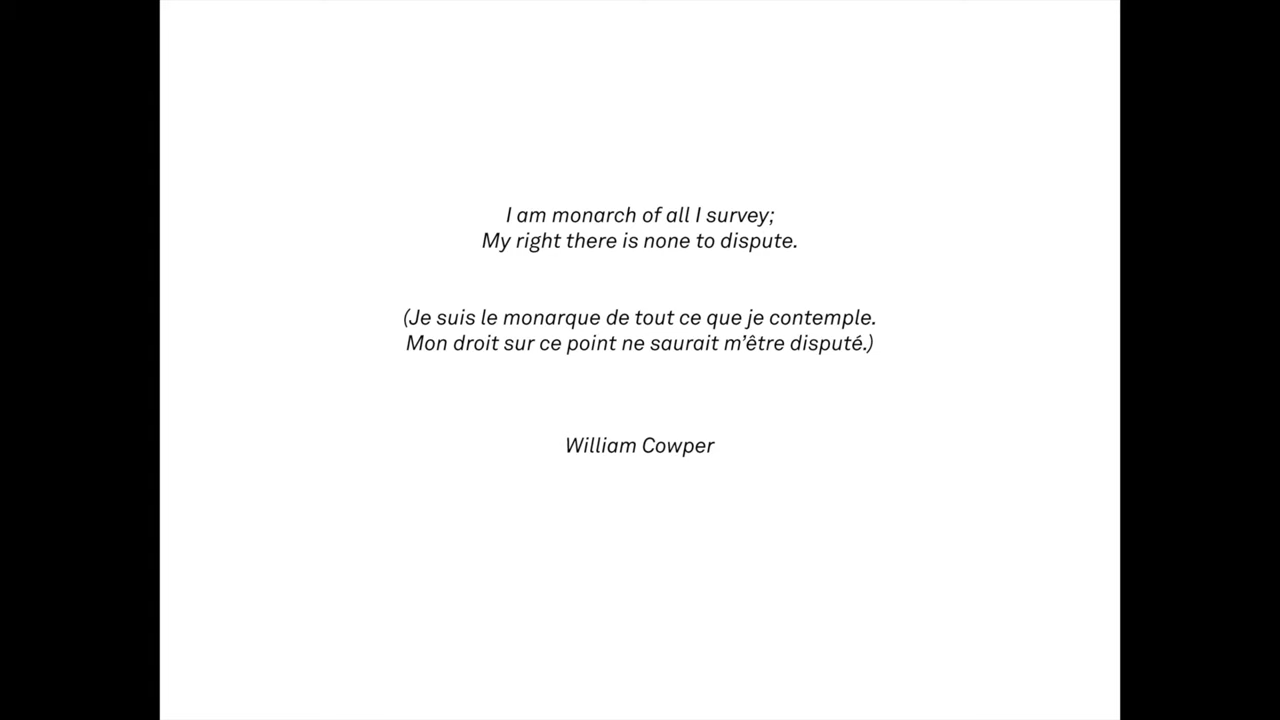 I am monarch of all I survey;
My right there is none to dispute.
(Je suis le monarque de tout ce que je contemple.
Mon droit sur ce point ne saurait m’être disputé.)
William Cowper